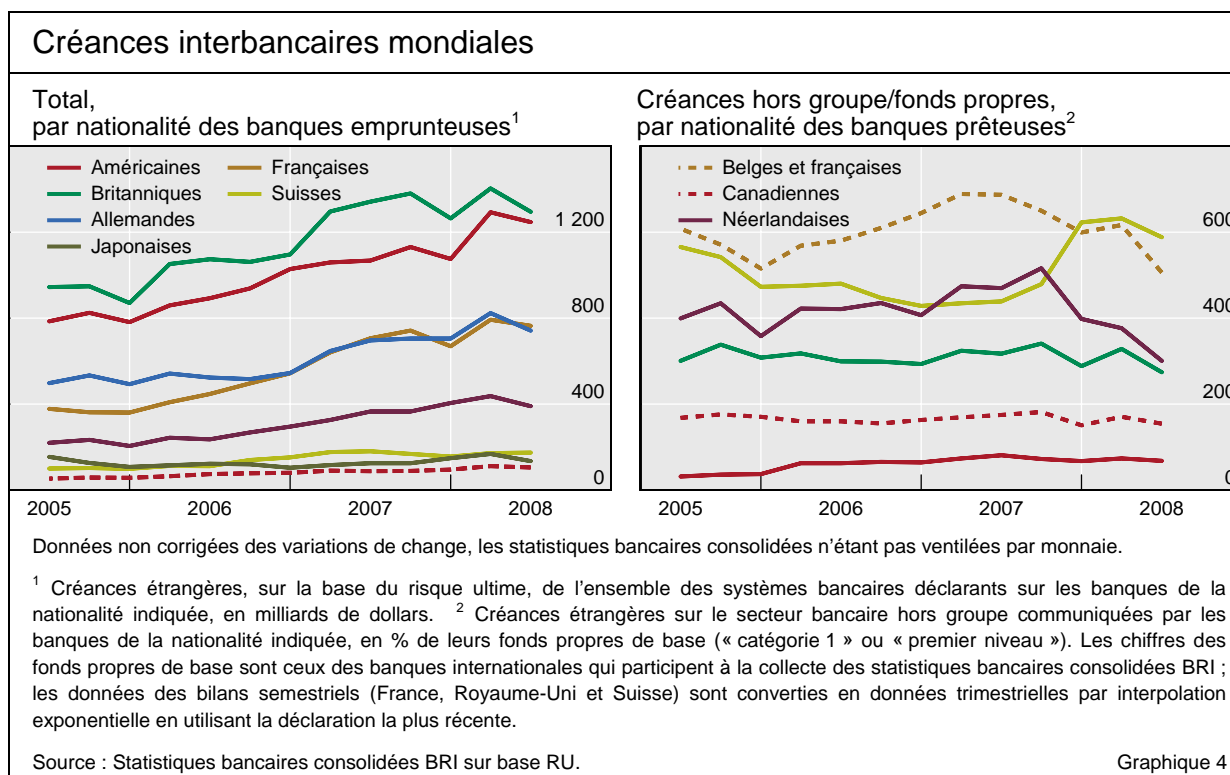 Créances interbancaires mondiales
Total,
par nationalité des banques emprunteuses1
Américaines
Françaises
Britanniques
Suisses
Allemandes
Japonaises
1 200
800
400
0
2005
2006
2007
2008
Créances hors groupe/fonds propres,
par nationalité des banques prêteuses2
Belges et françaises
Canadiennes
Néerlandaises
600
400
200
0
2005
2006
2007
2008
Données non corrigées des variations de change, les statistiques bancaires consolidées n’étant pas ventilées par monnaie.
1 Créances étrangères, sur la base du risque ultime, de l’ensemble des systèmes bancaires déclarants sur les banques de la
nationalité indiquée, en milliards de dollars. 2 Créances étrangères sur le secteur bancaire hors groupe communiquées par les
banques de la nationalité indiquée, en % de leurs fonds propres de base (« catégorie 1 » ou « premier niveau »). Les chiffres des
fonds propres de base sont ceux des banques internationales qui participent à la collecte des statistiques bancaires consolidées BRI ;
les données des bilans semestriels (France, Royaume-Uni et Suisse) sont converties en données trimestrielles par interpolation
exponentielle en utilisant la déclaration la plus récente.
Source : Statistiques bancaires consolidées BRI sur base RU.
Graphique 4